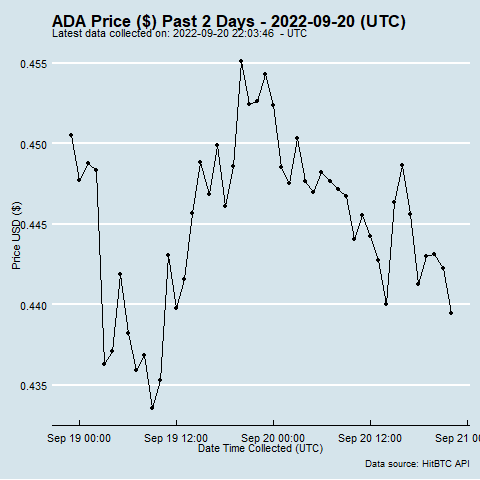 ADA Price ($) Past 2 Days - 2022-09-20 (UTC)
Latest data collected on: 2022-09-20 22:03:46 - UTC
0.455
0.450
0.445
0.440
0.435
Price USD ($)
Sep 19 00:00 Sep 19 12:00 Sep 20 00:00 Sep 20 12:00 Sep 21 0
Date Time Collected (UTC)
Data source: HitBTC API